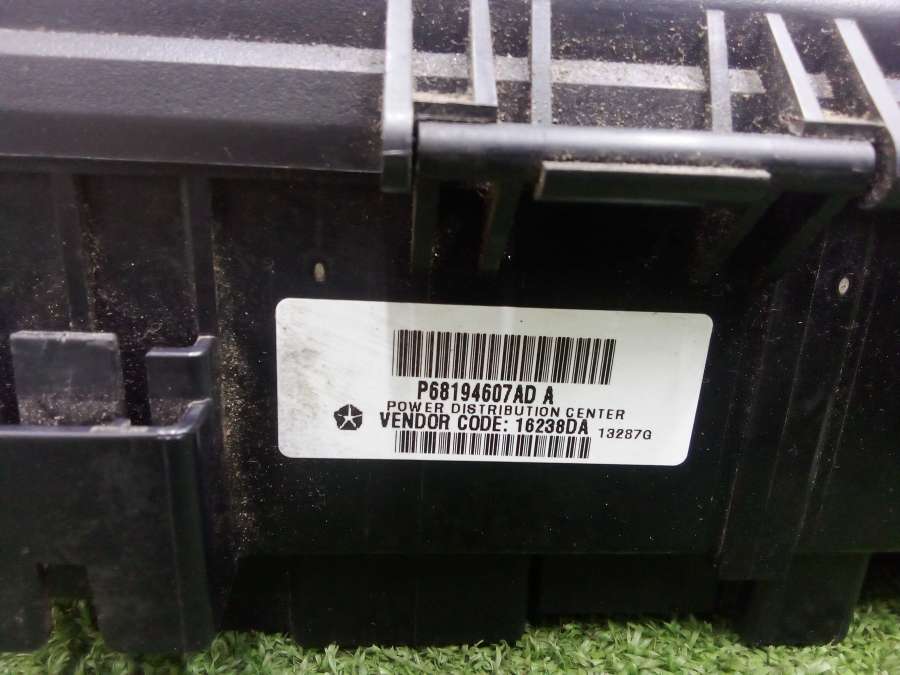 P68194607AD A
POWER DISTRIBUTION CENTER
VENDOR CODE: 16238DA 13287G